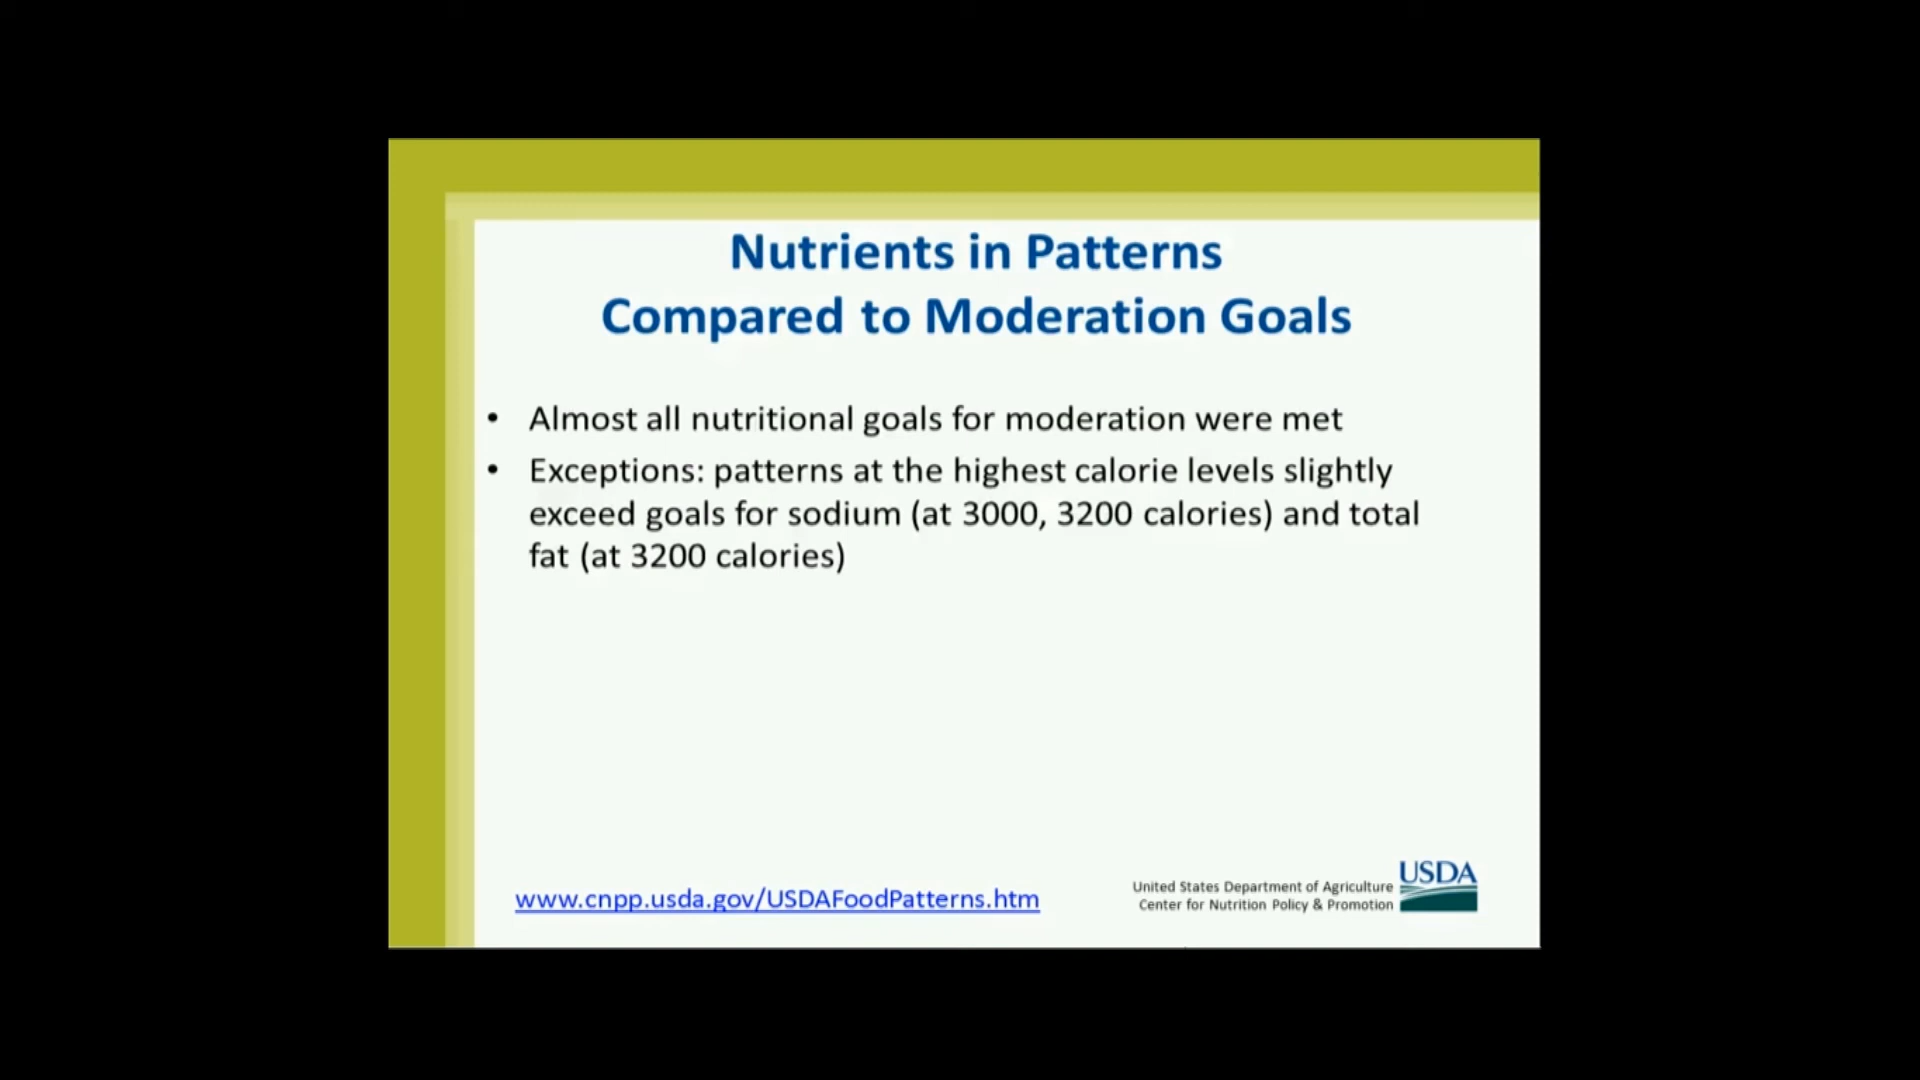 Nutrients in Patterns
Compared to Moderation Goals
• Almost all nutritional goals for moderation were met
• Exceptions: patterns at the highest calorie levels slightly
exceed goals for sodium (at 3000, 3200 calories) and total
fat (at 3200 calories)
www.cnpp.usda.gov/USDAFoodPatterns.htm
United States Department of Agriculture
Center for Nutrition Policy & Promotion
USDA